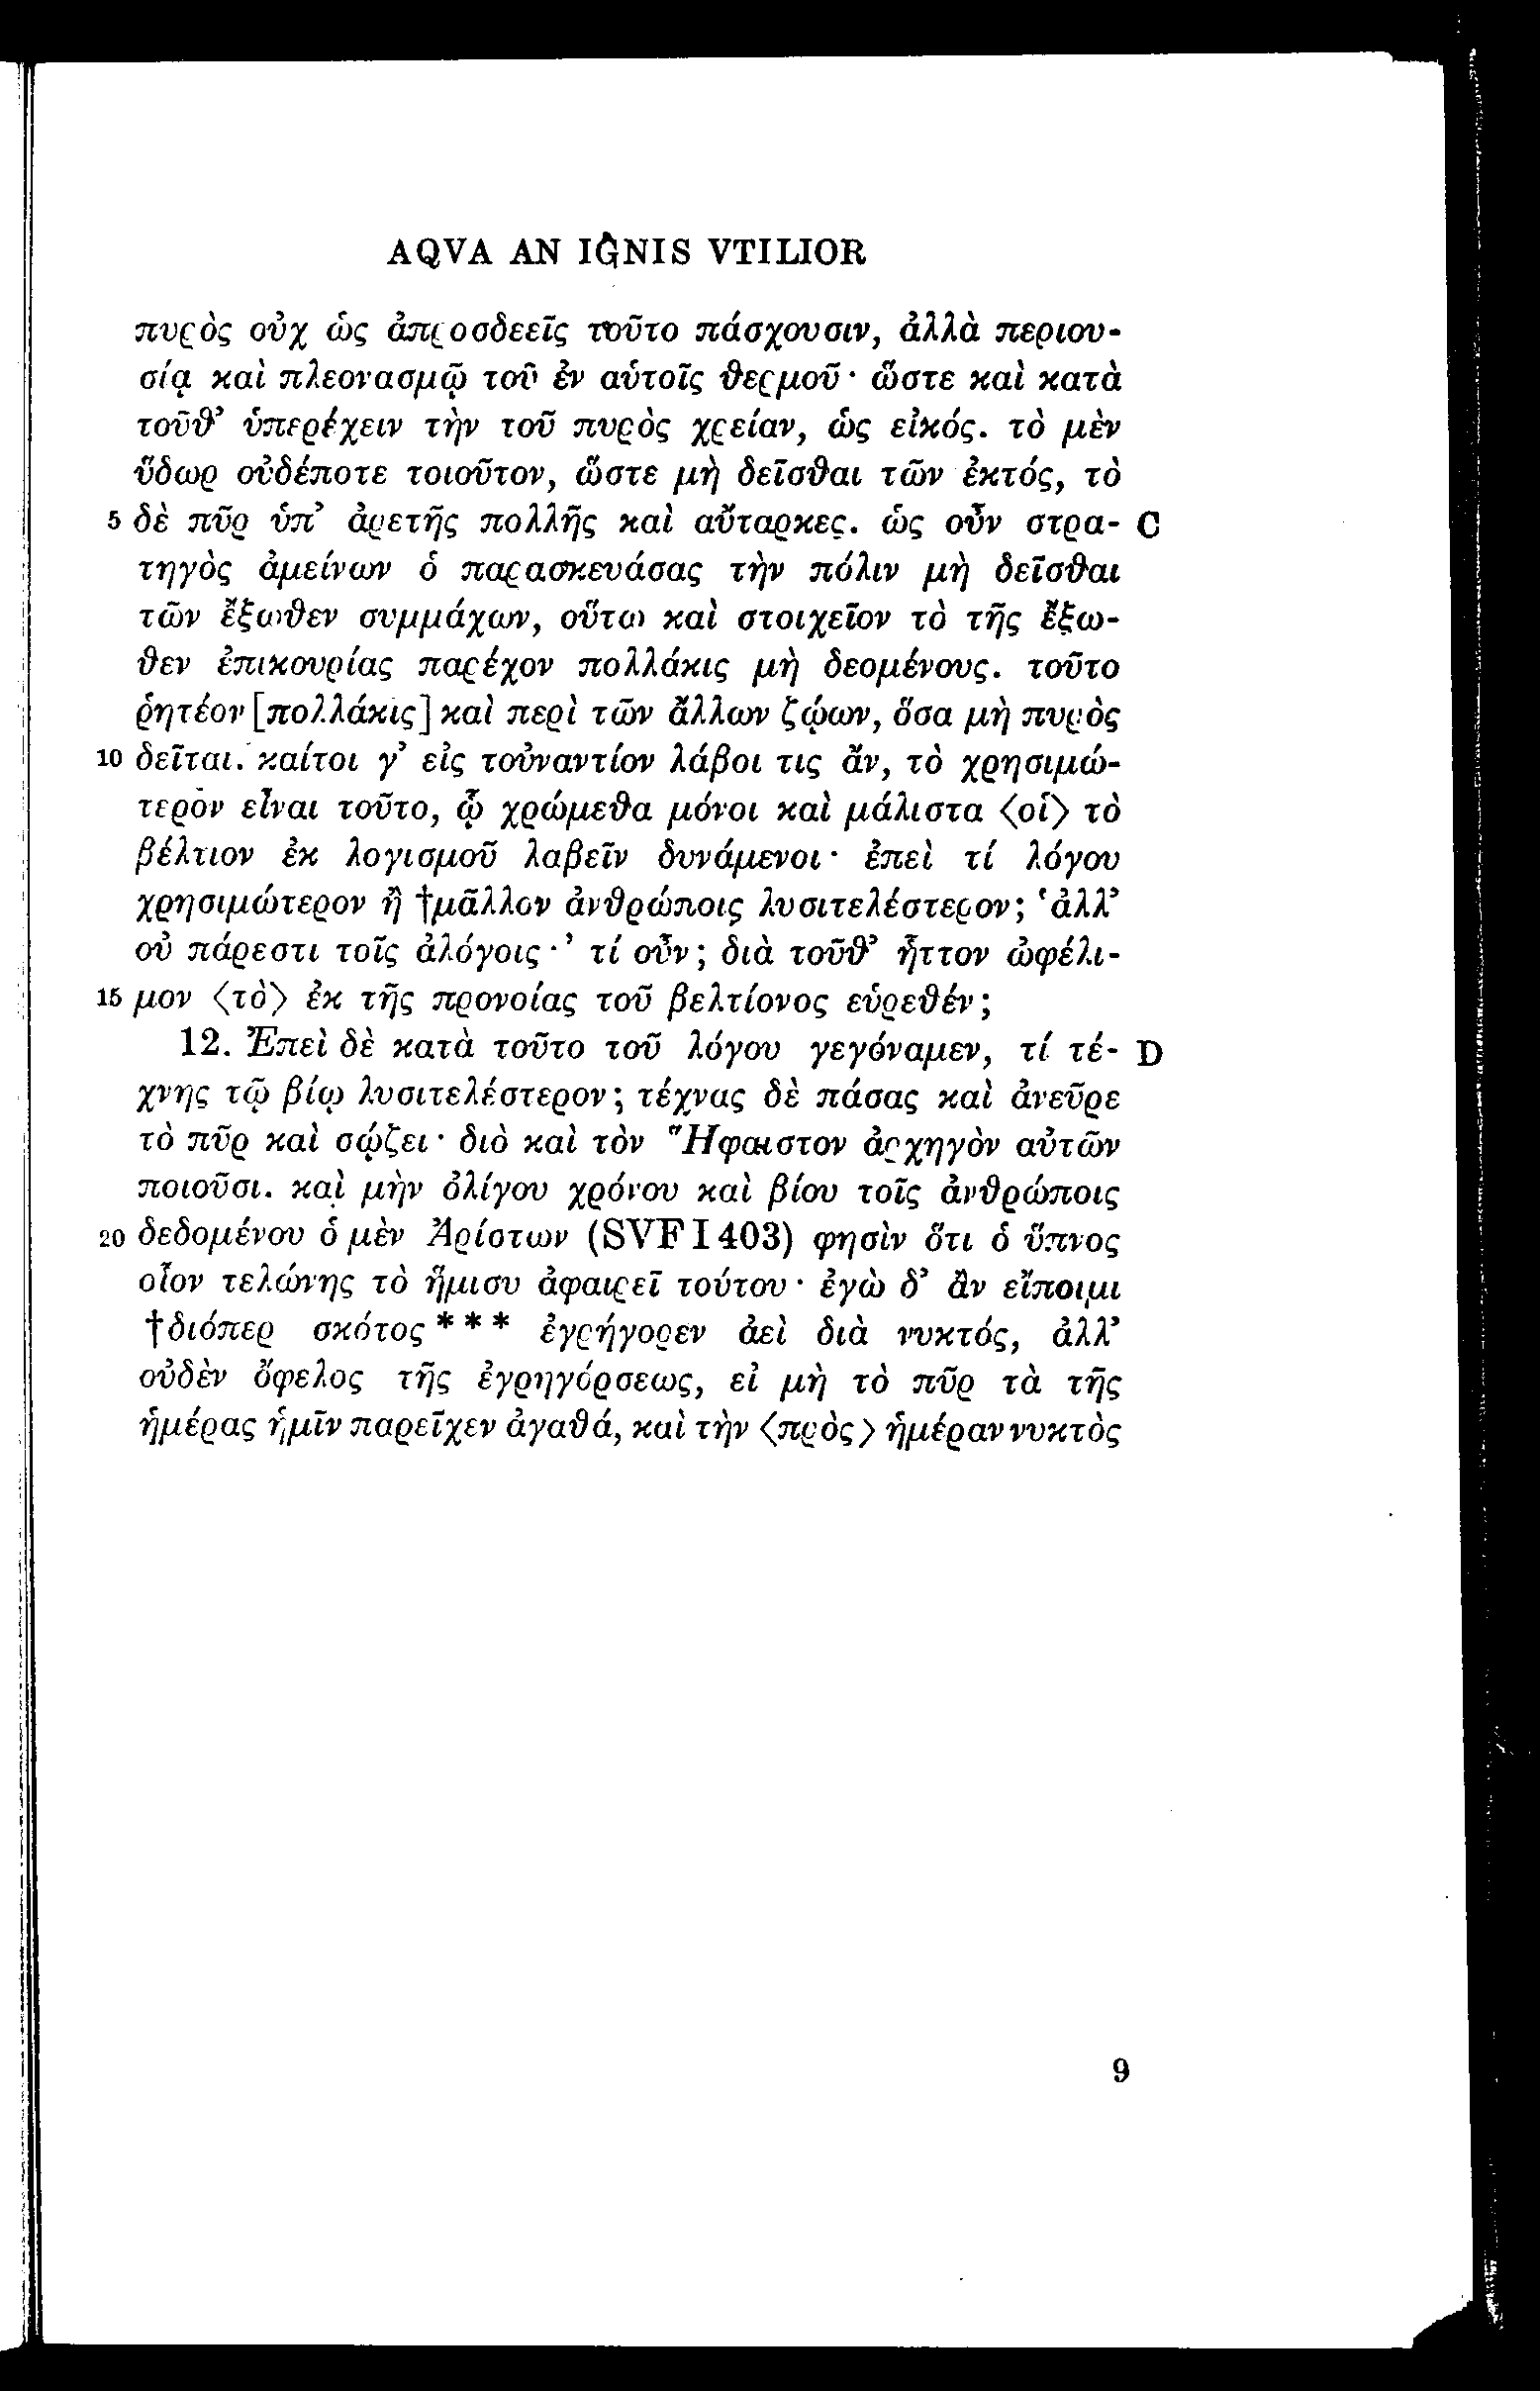 AQVA AN IGNIS VTILIOR
πυρὸς οὐχ ὡς ἀπροσδεεῖς τοῦτο πάσχουσιν, ἀλλὰ περιου-
σίᾳ καὶ πλεονασμῷ τοῦ ἐν αὑτοῖς θερμοῦ· ὥστε καὶ κατὰ
τοῦθ’ ὑπερέχειν τὴν τοῦ πυρὸς χρείαν, ὡς εἰκός. τὸ μὲν
ὕδωρ οὐδέποτε τοιοῦτον, ὥστε μὴ δεῖσθαι τῶν ἐκτός, τὸ
5 δὲ πῦρ ὑπ’ ἀρετῆς πολλῆς καὶ αὔταρκες. ὡς οὖν στρα- C
τηγὸς ἀμείνων ὁ παρασκευάσας τὴν πόλιν μὴ δεῖσθαι
τῶν ἔξωθεν συμμάχων, οὕτω καὶ στοιχεῖον τὸ τῆς ἔξω-
θεν ἐπικουρίας παρέχον πολλάκις μὴ δεομένους. τοῦτο
ῥητέον [πολλάκις] καὶ περὶ τῶν ἄλλων ζῴων, ὅσα μὴ πυρὸς
10 δεῖται. καίτοι γ’ εἰς τοὐναντίον λάβοι τις ἄν, τὸ χρησιμώ-
τερον εἶναι τοῦτο, ᾧ χρώμεθα μόνοι καὶ μάλιστα ⟨οἱ⟩ τὸ
βέλτιον ἐκ λογισμοῦ λαβεῖν δυνάμενοι· ἐπεὶ τί λόγου
χρησιμώτερον ἢ †μᾶλλον ἀνθρώποις λυσιτελέστερον; ‘ἀλλ’
οὐ πάρεστι τοῖς ἀλόγοις·’ τί οὖν; διὰ τοῦθ’ ἧττον ὠφέλι-
15 μον ⟨τὸ⟩ ἐκ τῆς προνοίας τοῦ βελτίονος εὑρεθέν;
12. Ἐπεὶ δὲ κατὰ τοῦτο τοῦ λόγου γεγόναμεν, τί τέ- D
χνης τῷ βίῳ λυσιτελέστερον; τέχνας δὲ πάσας καὶ ἀνεῦρε
τὸ πῦρ καὶ σῴζει· διὸ καὶ τὸν Ἥφαιστον ἀρχηγὸν αὐτῶν
ποιοῦσι. καὶ μὴν ὀλίγου χρόνου καὶ βίου τοῖς ἀνθρώποις
20 δεδομένου ὁ μὲν Ἀρίστων (SVF I 403) φησὶν ὅτι ὁ ὕπνος
οἷον τελώνης τὸ ἥμισυ ἀφαιρεῖ τούτου· ἐγὼ δ’ ἂν εἴποιμι
†διόπερ σκότος * * * ἐγρήγορεν ἀεὶ διὰ νυκτός, ἀλλ’
οὐδὲν ὄφελος τῆς ἐγρηγόρσεως, εἰ μὴ τὸ πῦρ τὰ τῆς
ἡμέρας ἡμῖν παρεῖχεν ἀγαθά, καὶ τὴν ⟨πρὸς⟩ ἡμέραν νυκτὸς
9